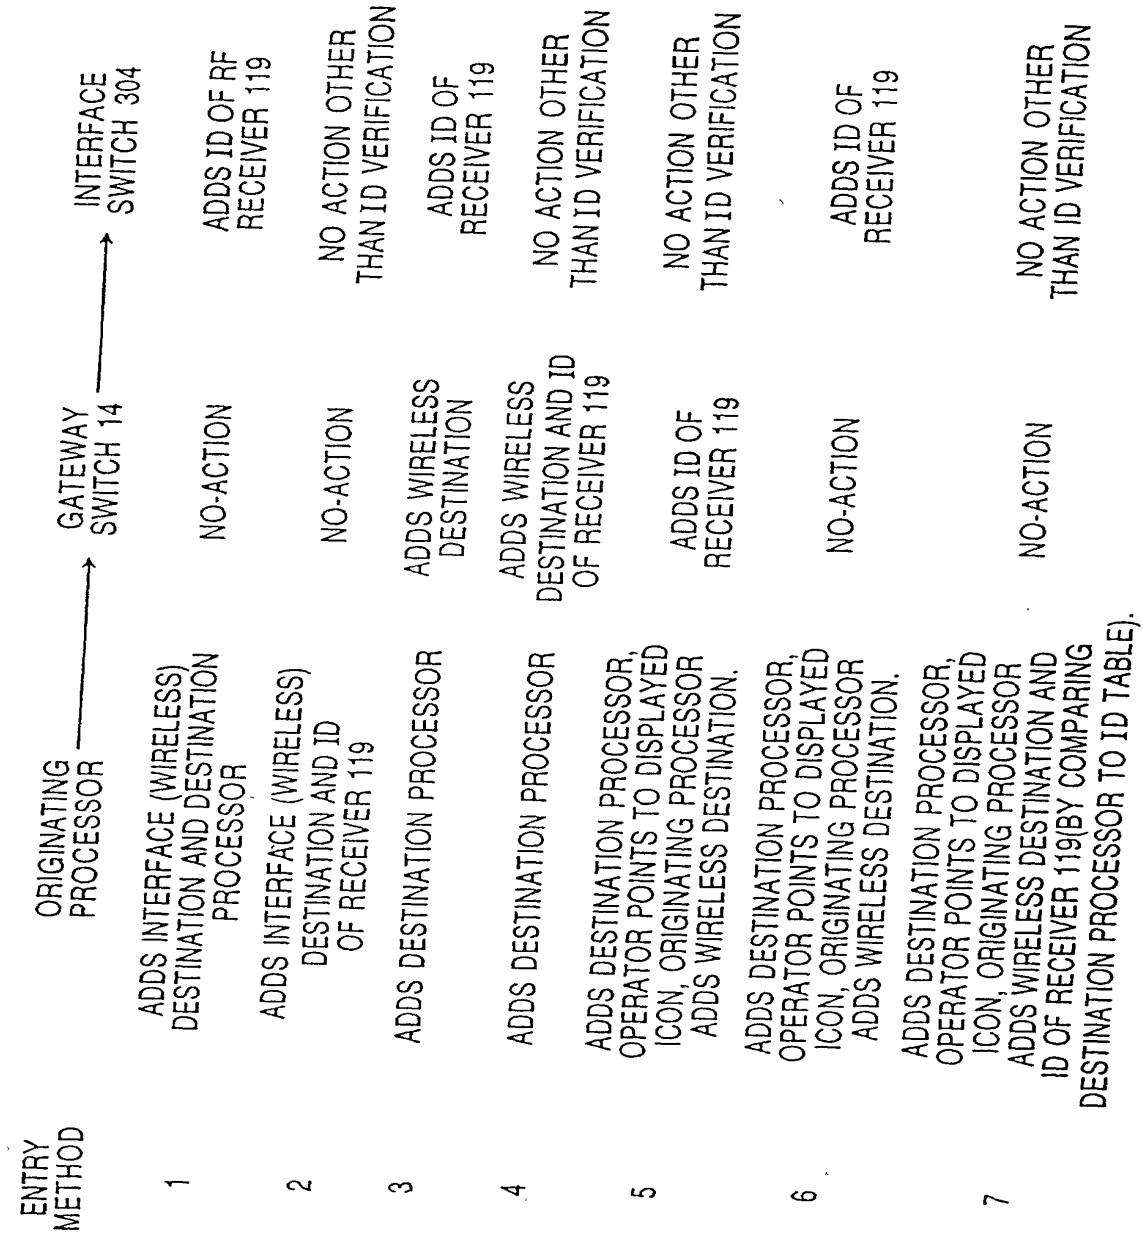 ENTRY
METHOD
ORIGINATING
PROCESSOR
GATEWAY
SWITCH 14
INTERFACE
SWITCH 304
1
ADDS INTERFACE (WIRELESS)
DESTINATION AND DESTINATION
PROCESSOR
NO-ACTION
ADDS ID OF RF
RECEIVER 119
2
ADDS INTERFACE (WIRELESS)
DESTINATION AND ID
OF RECEIVER 119
NO-ACTION
NO ACTION OTHER
THAN ID VERIFICATION
3
ADDS DESTINATION PROCESSOR
ADDS WIRELESS
DESTINATION
ADDS ID OF
RECEIVER 119
4
ADDS DESTINATION PROCESSOR
ADDS WIRELESS
DESTINATION AND ID
OF RECEIVER 119
NO ACTION OTHER
THAN ID VERIFICATION
5
ADDS DESTINATION PROCESSOR,
OPERATOR POINTS TO DISPLAYED
ICON, ORIGINATING PROCESSOR
ADDS WIRELESS DESTINATION.
ADDS ID OF
RECEIVER 119
NO ACTION OTHER
THAN ID VERIFICATION
6
ADDS DESTINATION PROCESSOR,
OPERATOR POINTS TO DISPLAYED
ICON, ORIGINATING PROCESSOR
ADDS WIRELESS DESTINATION.
NO-ACTION
ADDS ID OF
RECEIVER 119
7
ADDS DESTINATION PROCESSOR,
OPERATOR POINTS TO DISPLAYED
ICON, ORIGINATING PROCESSOR
ADDS WIRELESS DESTINATION AND
ID OF RECEIVER 119(BY COMPARING
DESTINATION PROCESSOR TO ID TABLE).
NO-ACTION
NO ACTION OTHER
THAN ID VERIFICATION